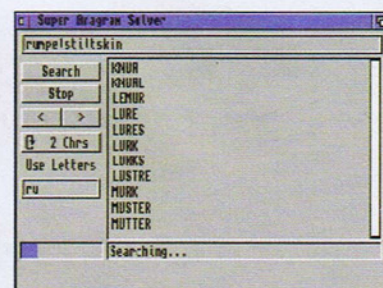 Super Anagram Solver
rumpelstiltskin
Search
Stop
< >
2 Chrs
Use Letters
ru
KNUR
KNURL
LEMUR
LURE
LURES
LURK
LURKS
LUSTRE
MURK
MUSTER
MUTTER
Searching...